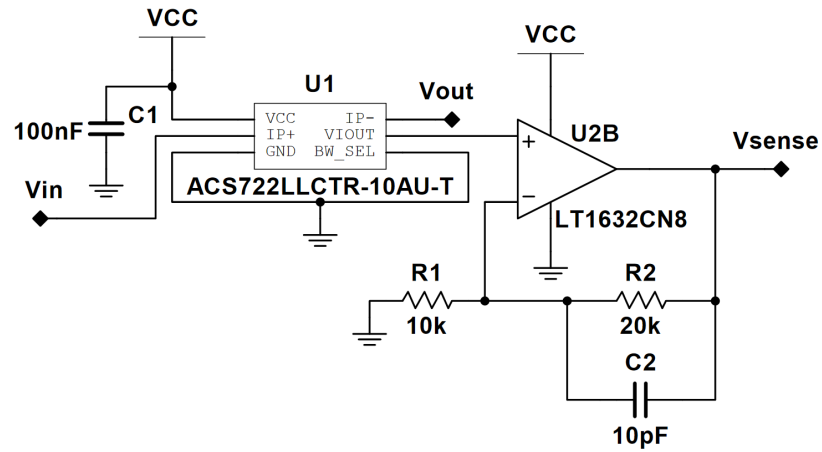 VCC
VCC
U1
Vout
C1
100nF
VCC
IP+
GND
IP-
VIOUT
BW_SEL
+
−
U2B
Vsense
Vin
ACS722LLCTR-10AU-T
LT1632CN8
R1
10k
R2
20k
C2
10pF